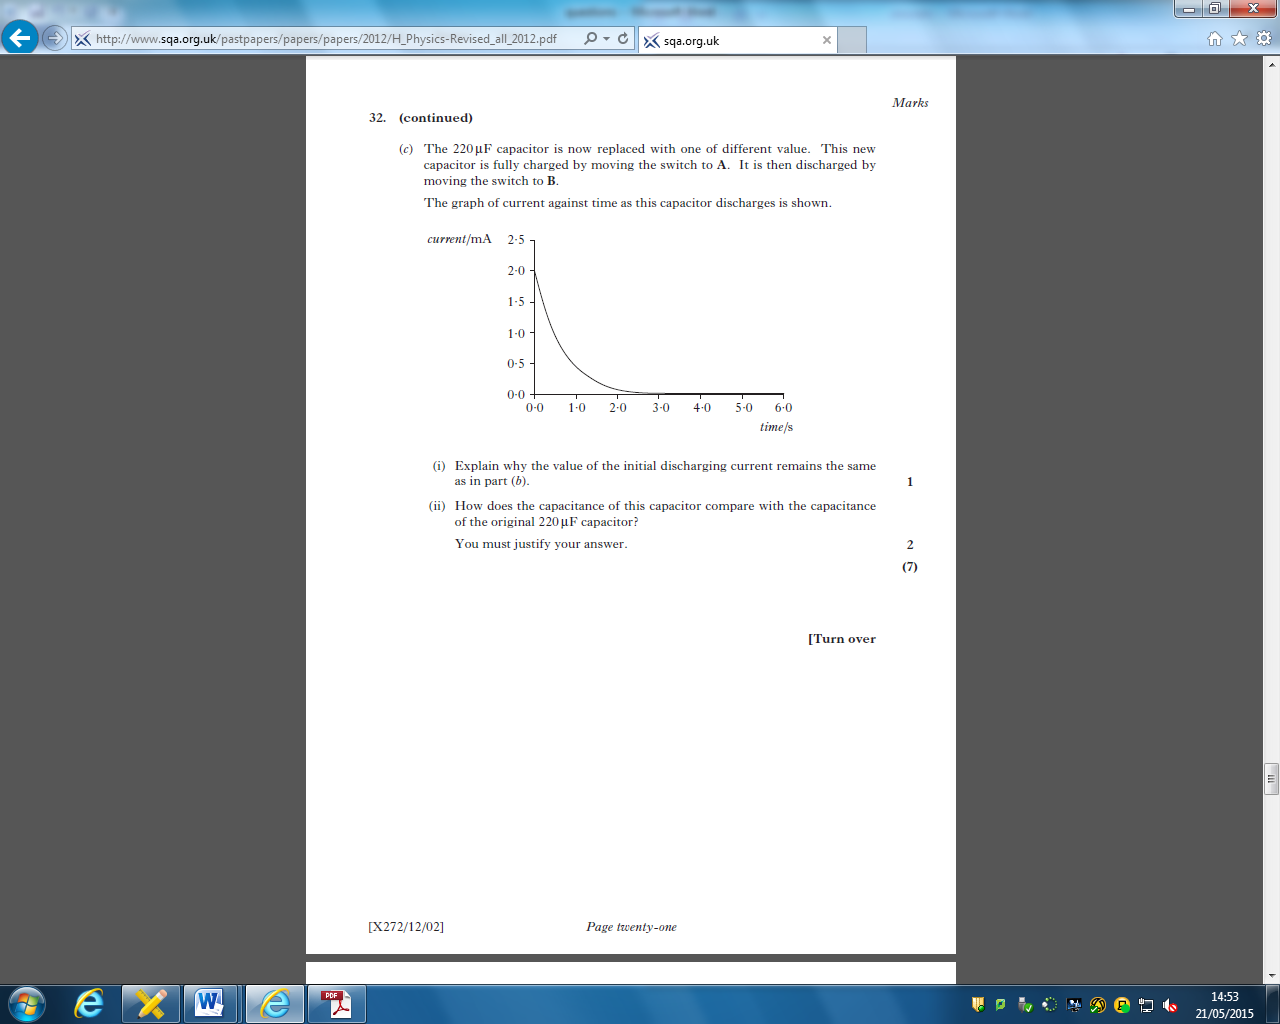 http://www.sqa.org.uk/pastpapers/papers/papers/2012/H_Physics-Revised_all_2012.pdf
sqa.org.uk
Marks
32. (continued)
(c) The 220 µF capacitor is now replaced with one of different value. This new
capacitor is fully charged by moving the switch to A. It is then discharged by
moving the switch to B.
The graph of current against time as this capacitor discharges is shown.
current/mA
2·5
2·0
1·5
1·0
0·5
0·0
0·0 1·0 2·0 3·0 4·0 5·0 6·0
time/s
(i) Explain why the value of the initial discharging current remains the same
as in part (b).
1
(ii) How does the capacitance of this capacitor compare with the capacitance
of the original 220 µF capacitor?
You must justify your answer.
2
(7)
[Turn over
[X272/12/02]
Page twenty-one
PDF
14:53
21/05/2015